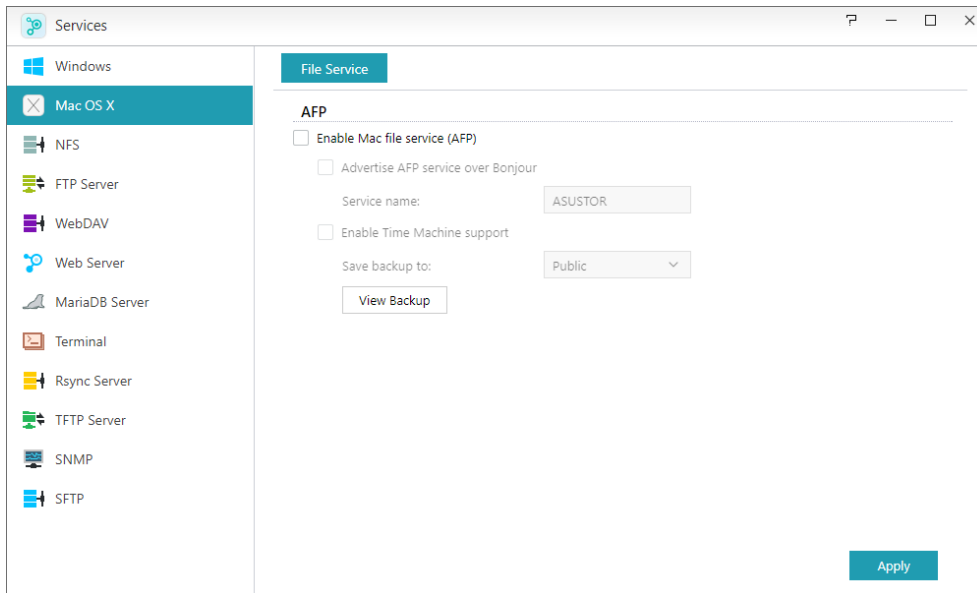 Services
Windows
Mac OS X
NFS
FTP Server
WebDAV
Web Server
MariaDB Server
Terminal
Rsync Server
TFTP Server
SNMP
SFTP
File Service
AFP
Enable Mac file service (AFP)
Advertise AFP service over Bonjour
Service name: ASUSTOR
Enable Time Machine support
Save backup to: Public
View Backup
Apply